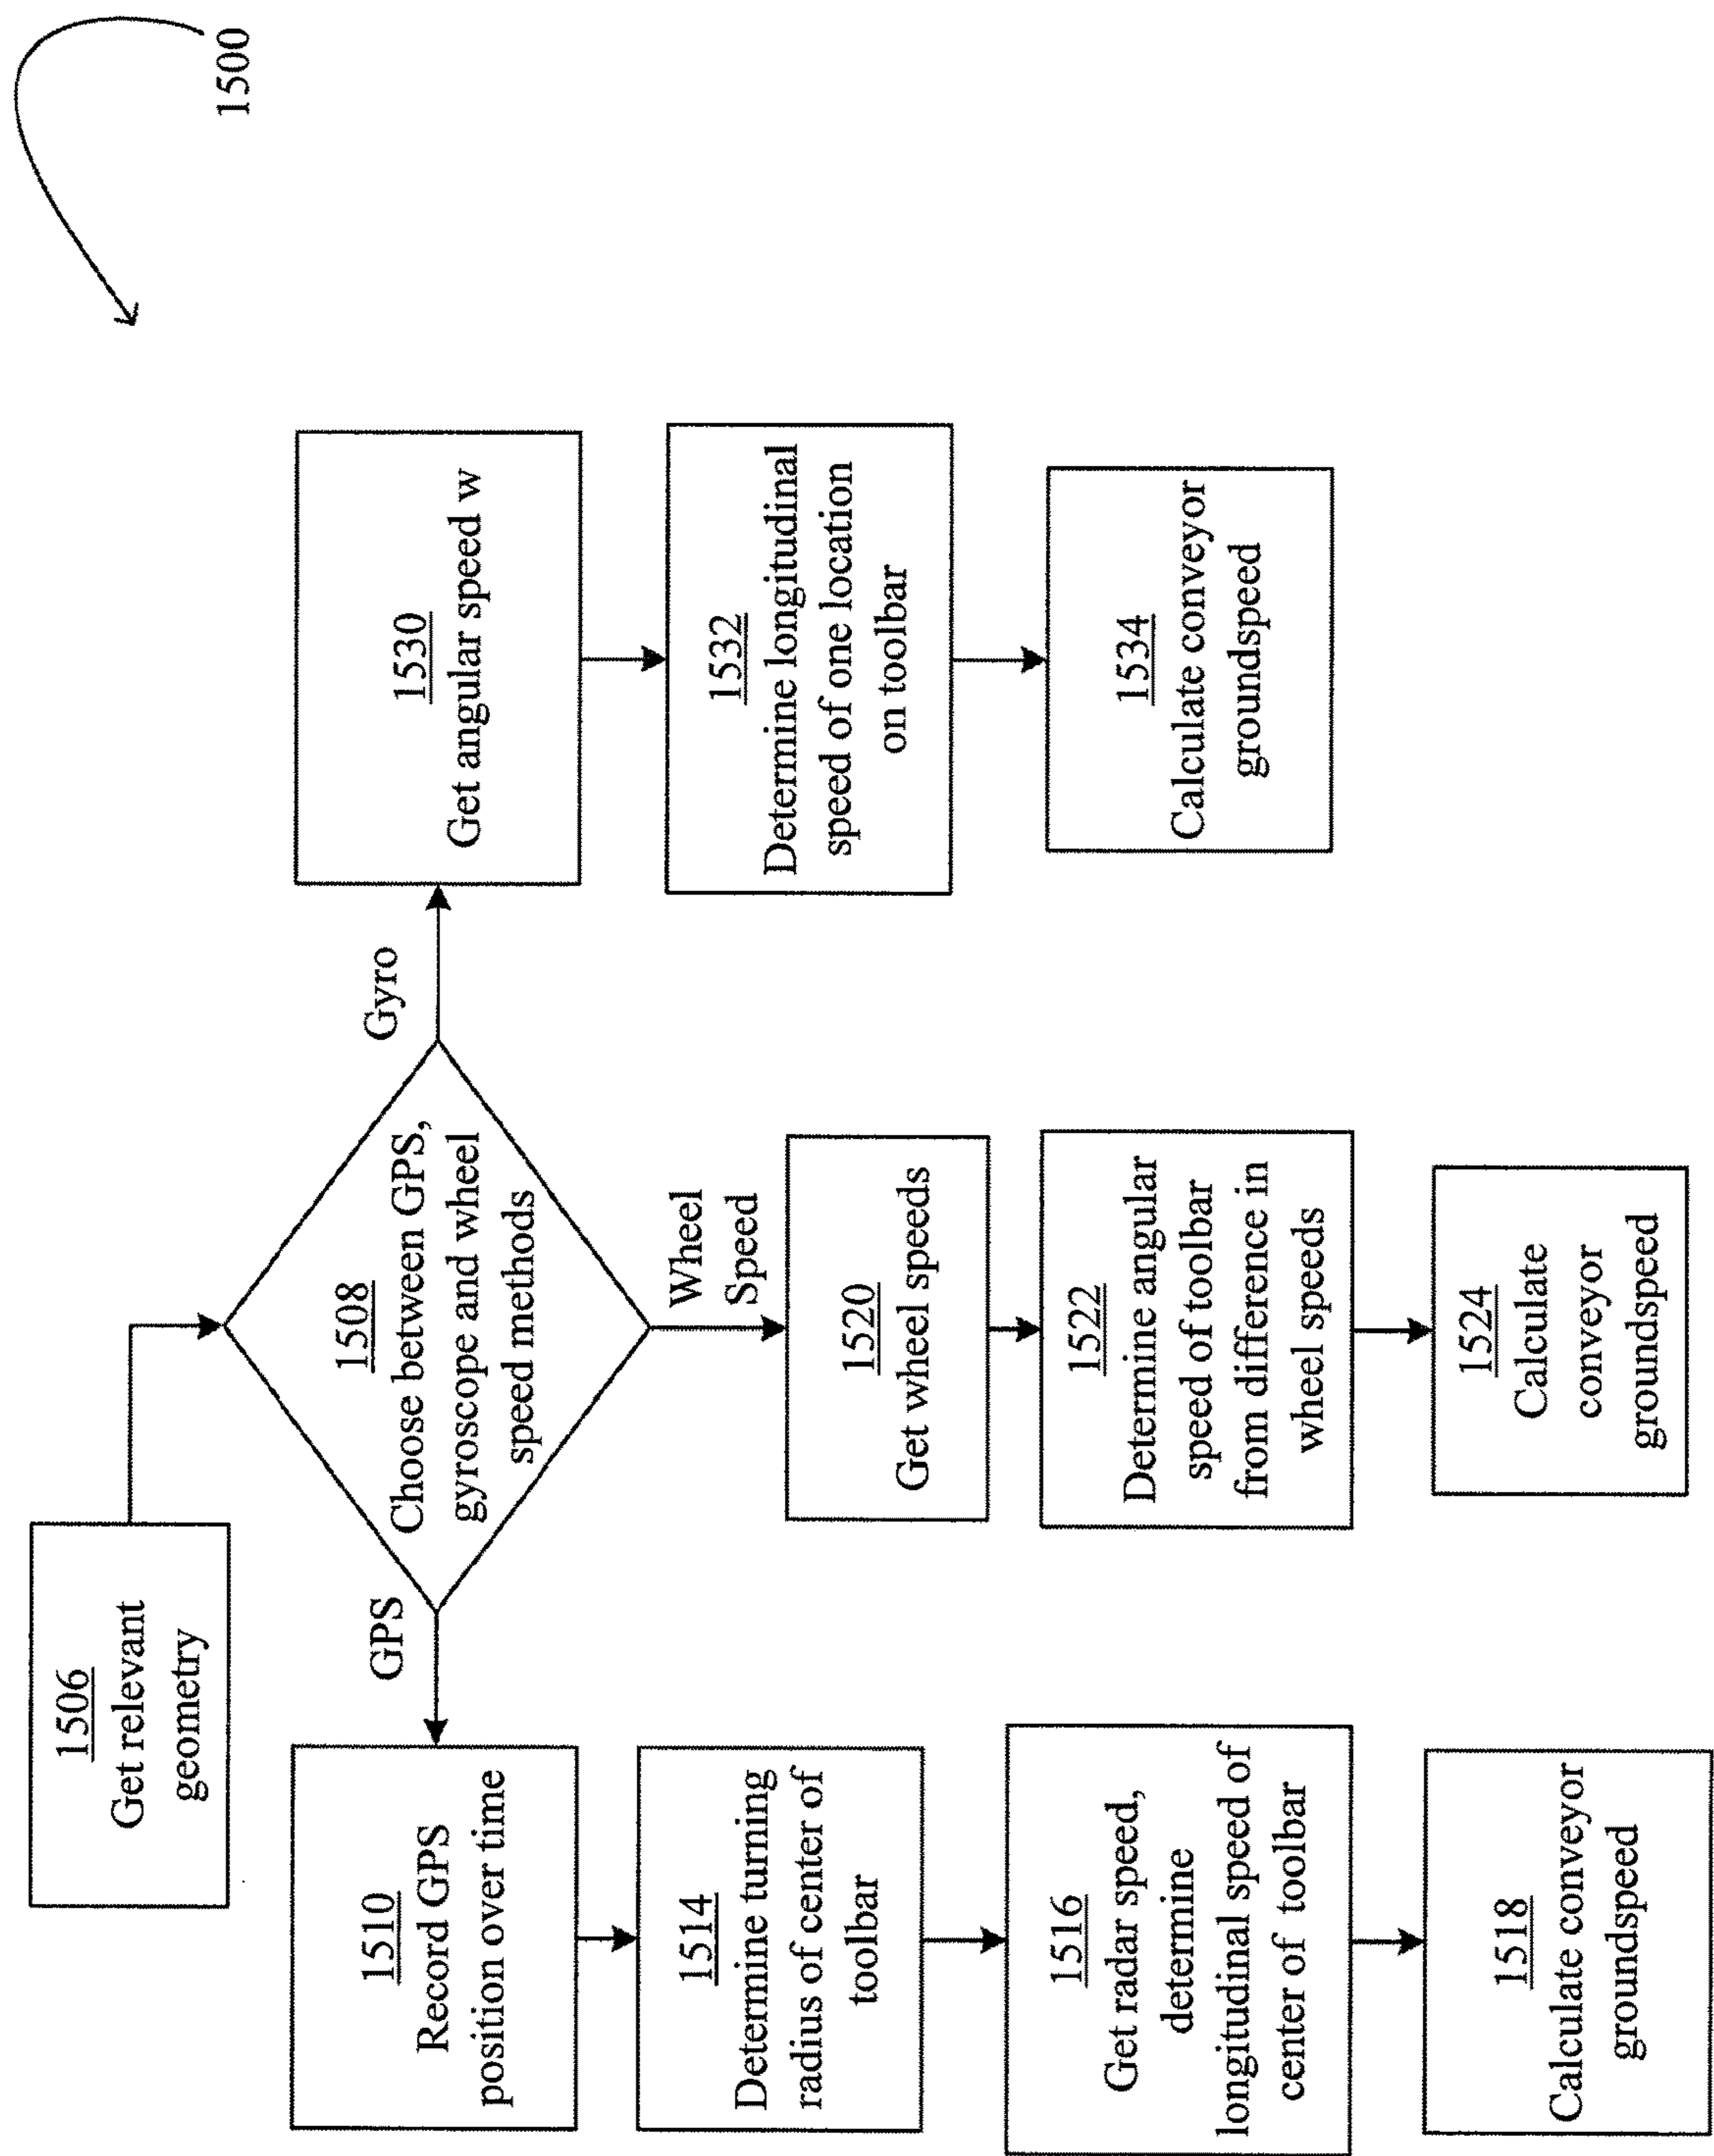 1500
1506
Get relevant
geometry
1508
Choose between GPS,
gyroscope and wheel
speed methods
GPS
Wheel
Speed
Gyro
1510
Record GPS
position over time
1514
Determine turning
radius of center of
toolbar
1516
Get radar speed,
determine
longitudinal speed of
center of toolbar
1518
Calculate conveyor
groundspeed
1520
Get wheel speeds
1522
Determine angular
speed of toolbar
from difference in
wheel speeds
1524
Calculate
conveyor
groundspeed
1530
Get angular speed w
1532
Determine longitudinal
speed of one location
on toolbar
1534
Calculate conveyor
groundspeed